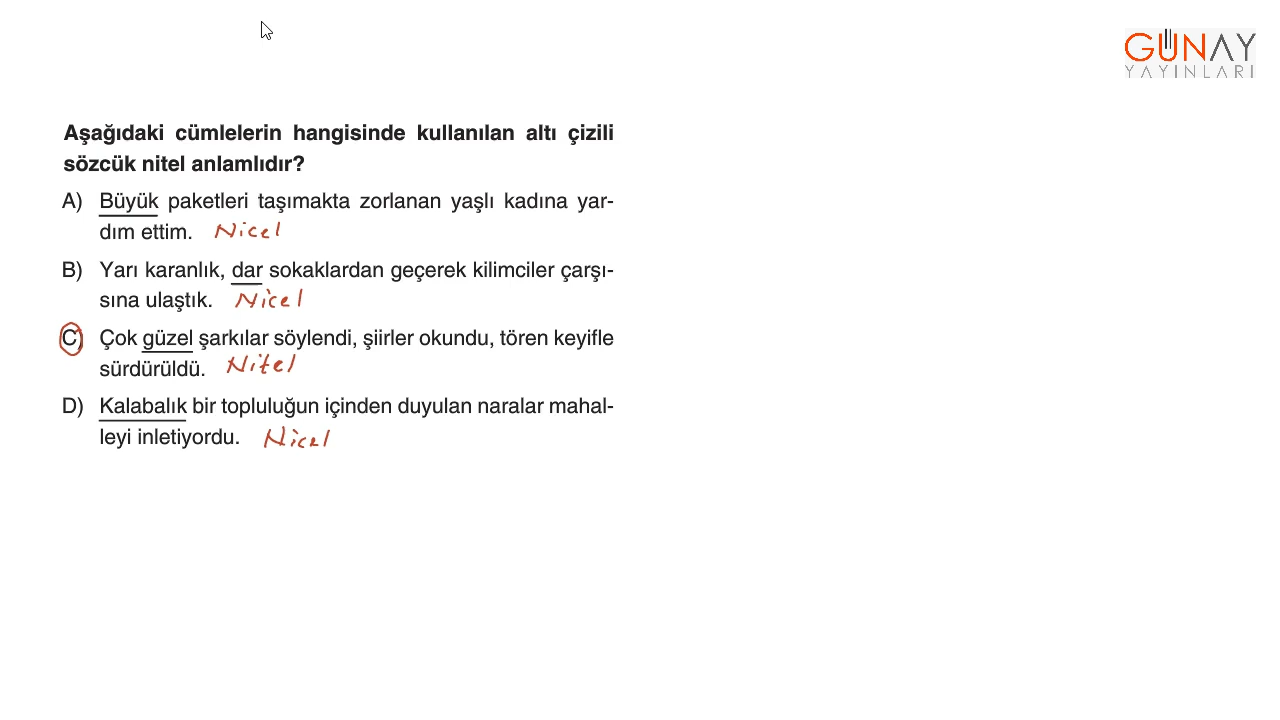 GÜNAY
YAYINLARI
Aşağıdaki cümlelerin hangisinde kullanılan altı çizili
sözcük nitel anlamlıdır?
A) Büyük paketleri taşımakta zorlanan yaşlı kadına yar-
dım ettim. Nicel
B) Yarı karanlık, dar sokaklardan geçerek kilimciler çarşı-
sına ulaştık. Nicel
C) Çok güzel şarkılar söylendi, şiirler okundu, tören keyifle
sürdürüldü. Nitel
D) Kalabalık bir topluluğun içinden duyulan naralar mahal-
leyi inletiyordu. Nicel